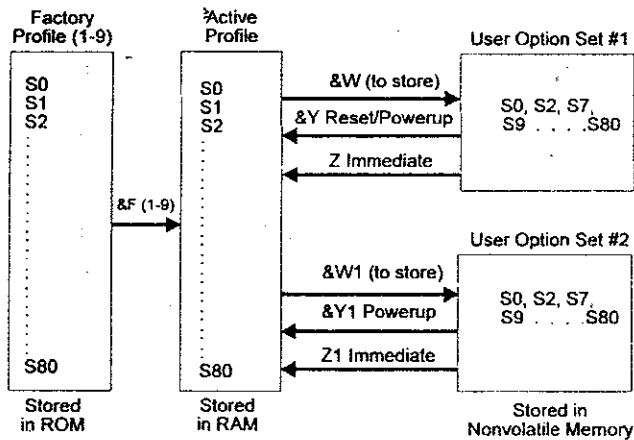 Factory
Profile (1-9)
S0
S1
S2
S80
Stored
in ROM
&F (1-9)
Active
Profile
S0
S1
S2
S80
Stored
in RAM
&W (to store)
&Y Reset/Powerup
Z Immediate
&W1 (to store)
&Y1 Powerup
Z1 Immediate
User Option Set #1
S0, S2, S7,
S9 . . . . S80
User Option Set #2
S0, S2, S7,
S9 . . . . S80
Stored in
Nonvolatile Memory